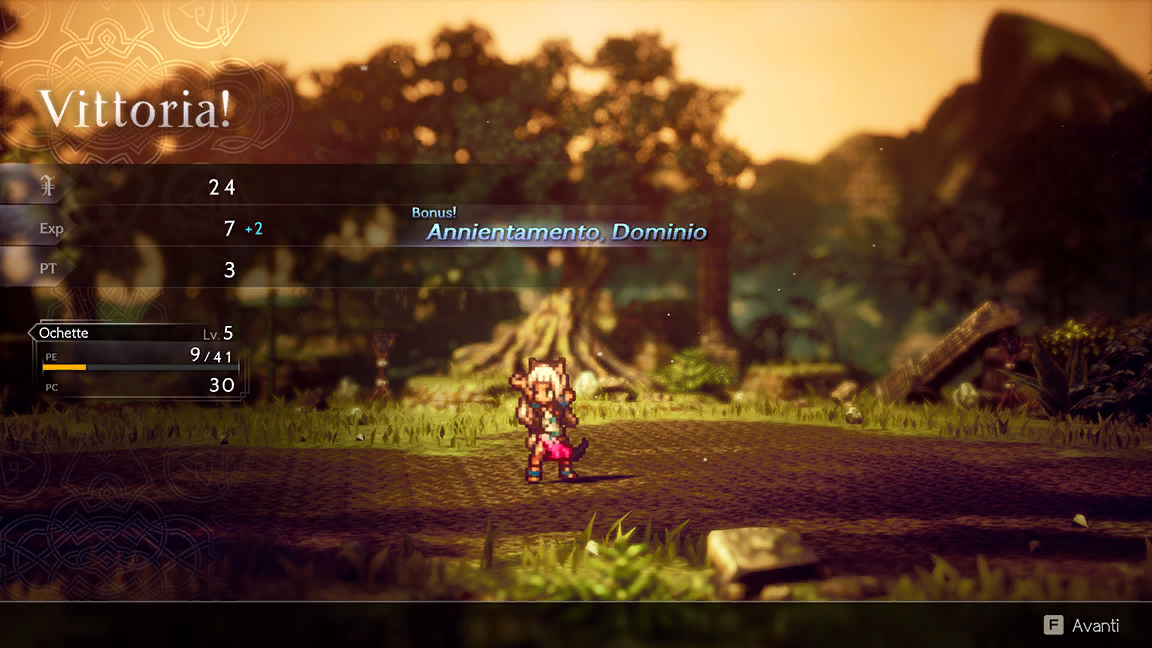 Vittoria!
24
Exp 7 +2
Bonus!
Annientamento, Dominio
PT 3
Ochette Lv. 5
PE 9/41
PC 30
F Avanti